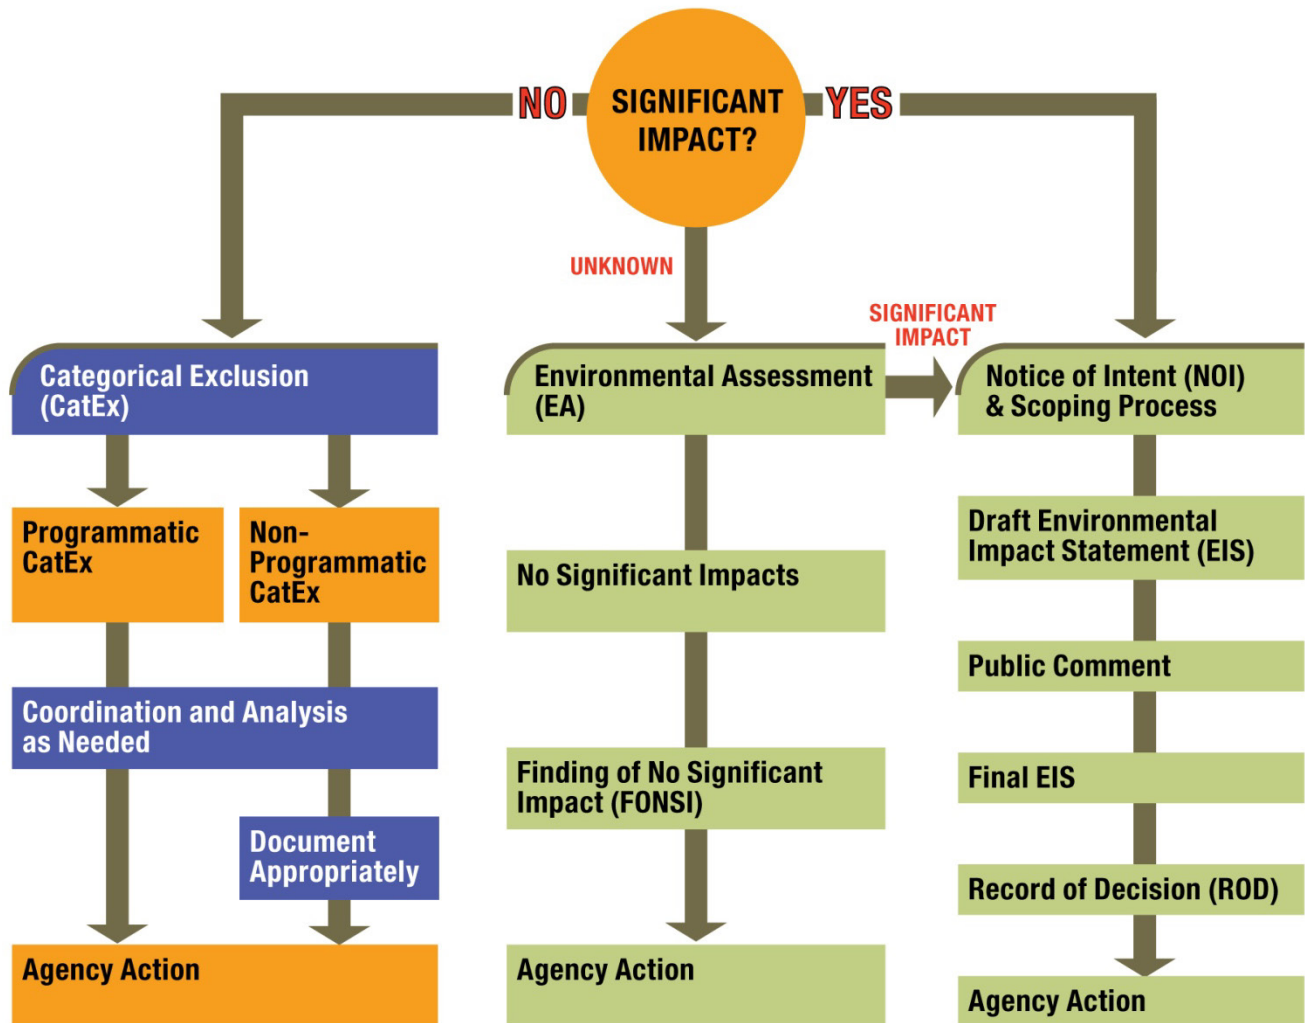 SIGNIFICANT
IMPACT?
NO
YES
UNKNOWN
SIGNIFICANT
IMPACT
Categorical Exclusion
(CatEx)
Programmatic
CatEx
Non-
Programmatic
CatEx
Coordination and Analysis
as Needed
Document
Appropriately
Agency Action
Environmental Assessment
(EA)
No Significant Impacts
Finding of No Significant
Impact (FONSI)
Agency Action
Notice of Intent (NOI)
& Scoping Process
Draft Environmental
Impact Statement (EIS)
Public Comment
Final EIS
Record of Decision (ROD)
Agency Action